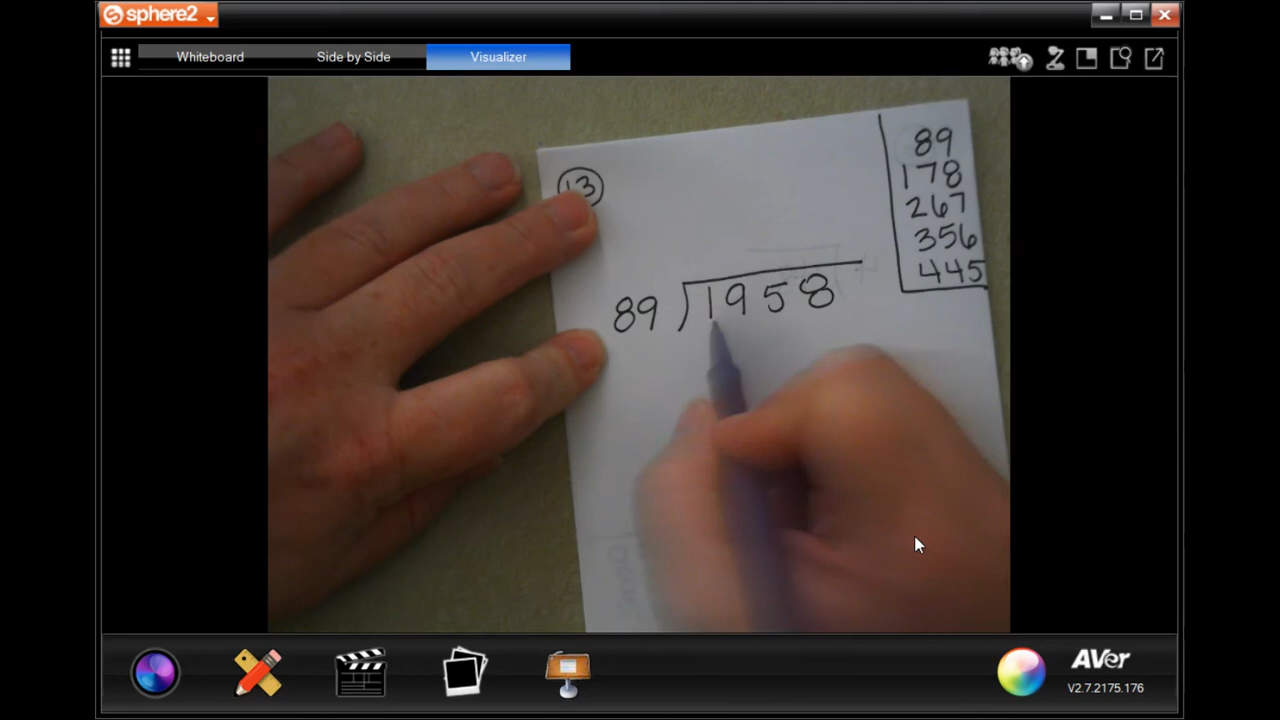 sphere2
Whiteboard Side by Side Visualizer
13
89
178
267
356
445
89 1958
AVer
V2.7.2175.176